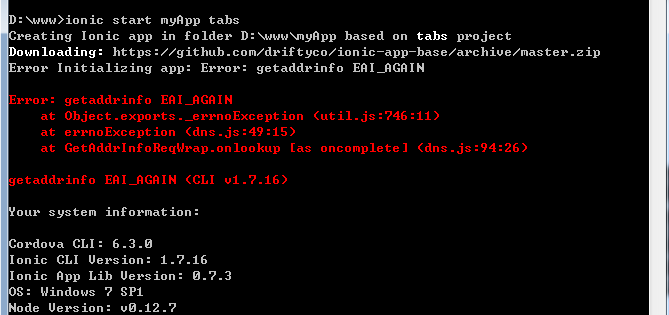 D:\www>ionic start myApp tabs
Creating Ionic app in folder D:\www\myApp based on tabs project
Downloading: https://github.com/driftyco/ionic-app-base/archive/master.zip
Error Initializing app: Error: getaddrinfo EAI_AGAIN
Error: getaddrinfo EAI_AGAIN
at Object.exports._errnoException (util.js:746:11)
at errnoException (dns.js:49:15)
at GetAddrInfoReqWrap.onlookup [as oncomplete] (dns.js:94:26)
getaddrinfo EAI_AGAIN (CLI v1.7.16)
Your system information:
Cordova CLI: 6.3.0
Ionic CLI Version: 1.7.16
Ionic App Lib Version: 0.7.3
OS: Windows 7 SP1
Node Version: v0.12.7